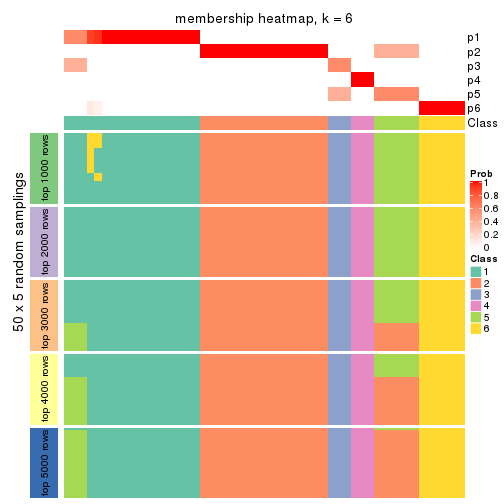 membership heatmap, k = 6
p1
p2
p3
p4
p5
p6
Class
50 x 5 random samplings
top 1000 rows
top 2000 rows
top 3000 rows
top 4000 rows
top 5000 rows
Prob
1
0.8
0.6
0.4
0.2
0
Class
1
2
3
4
5
6